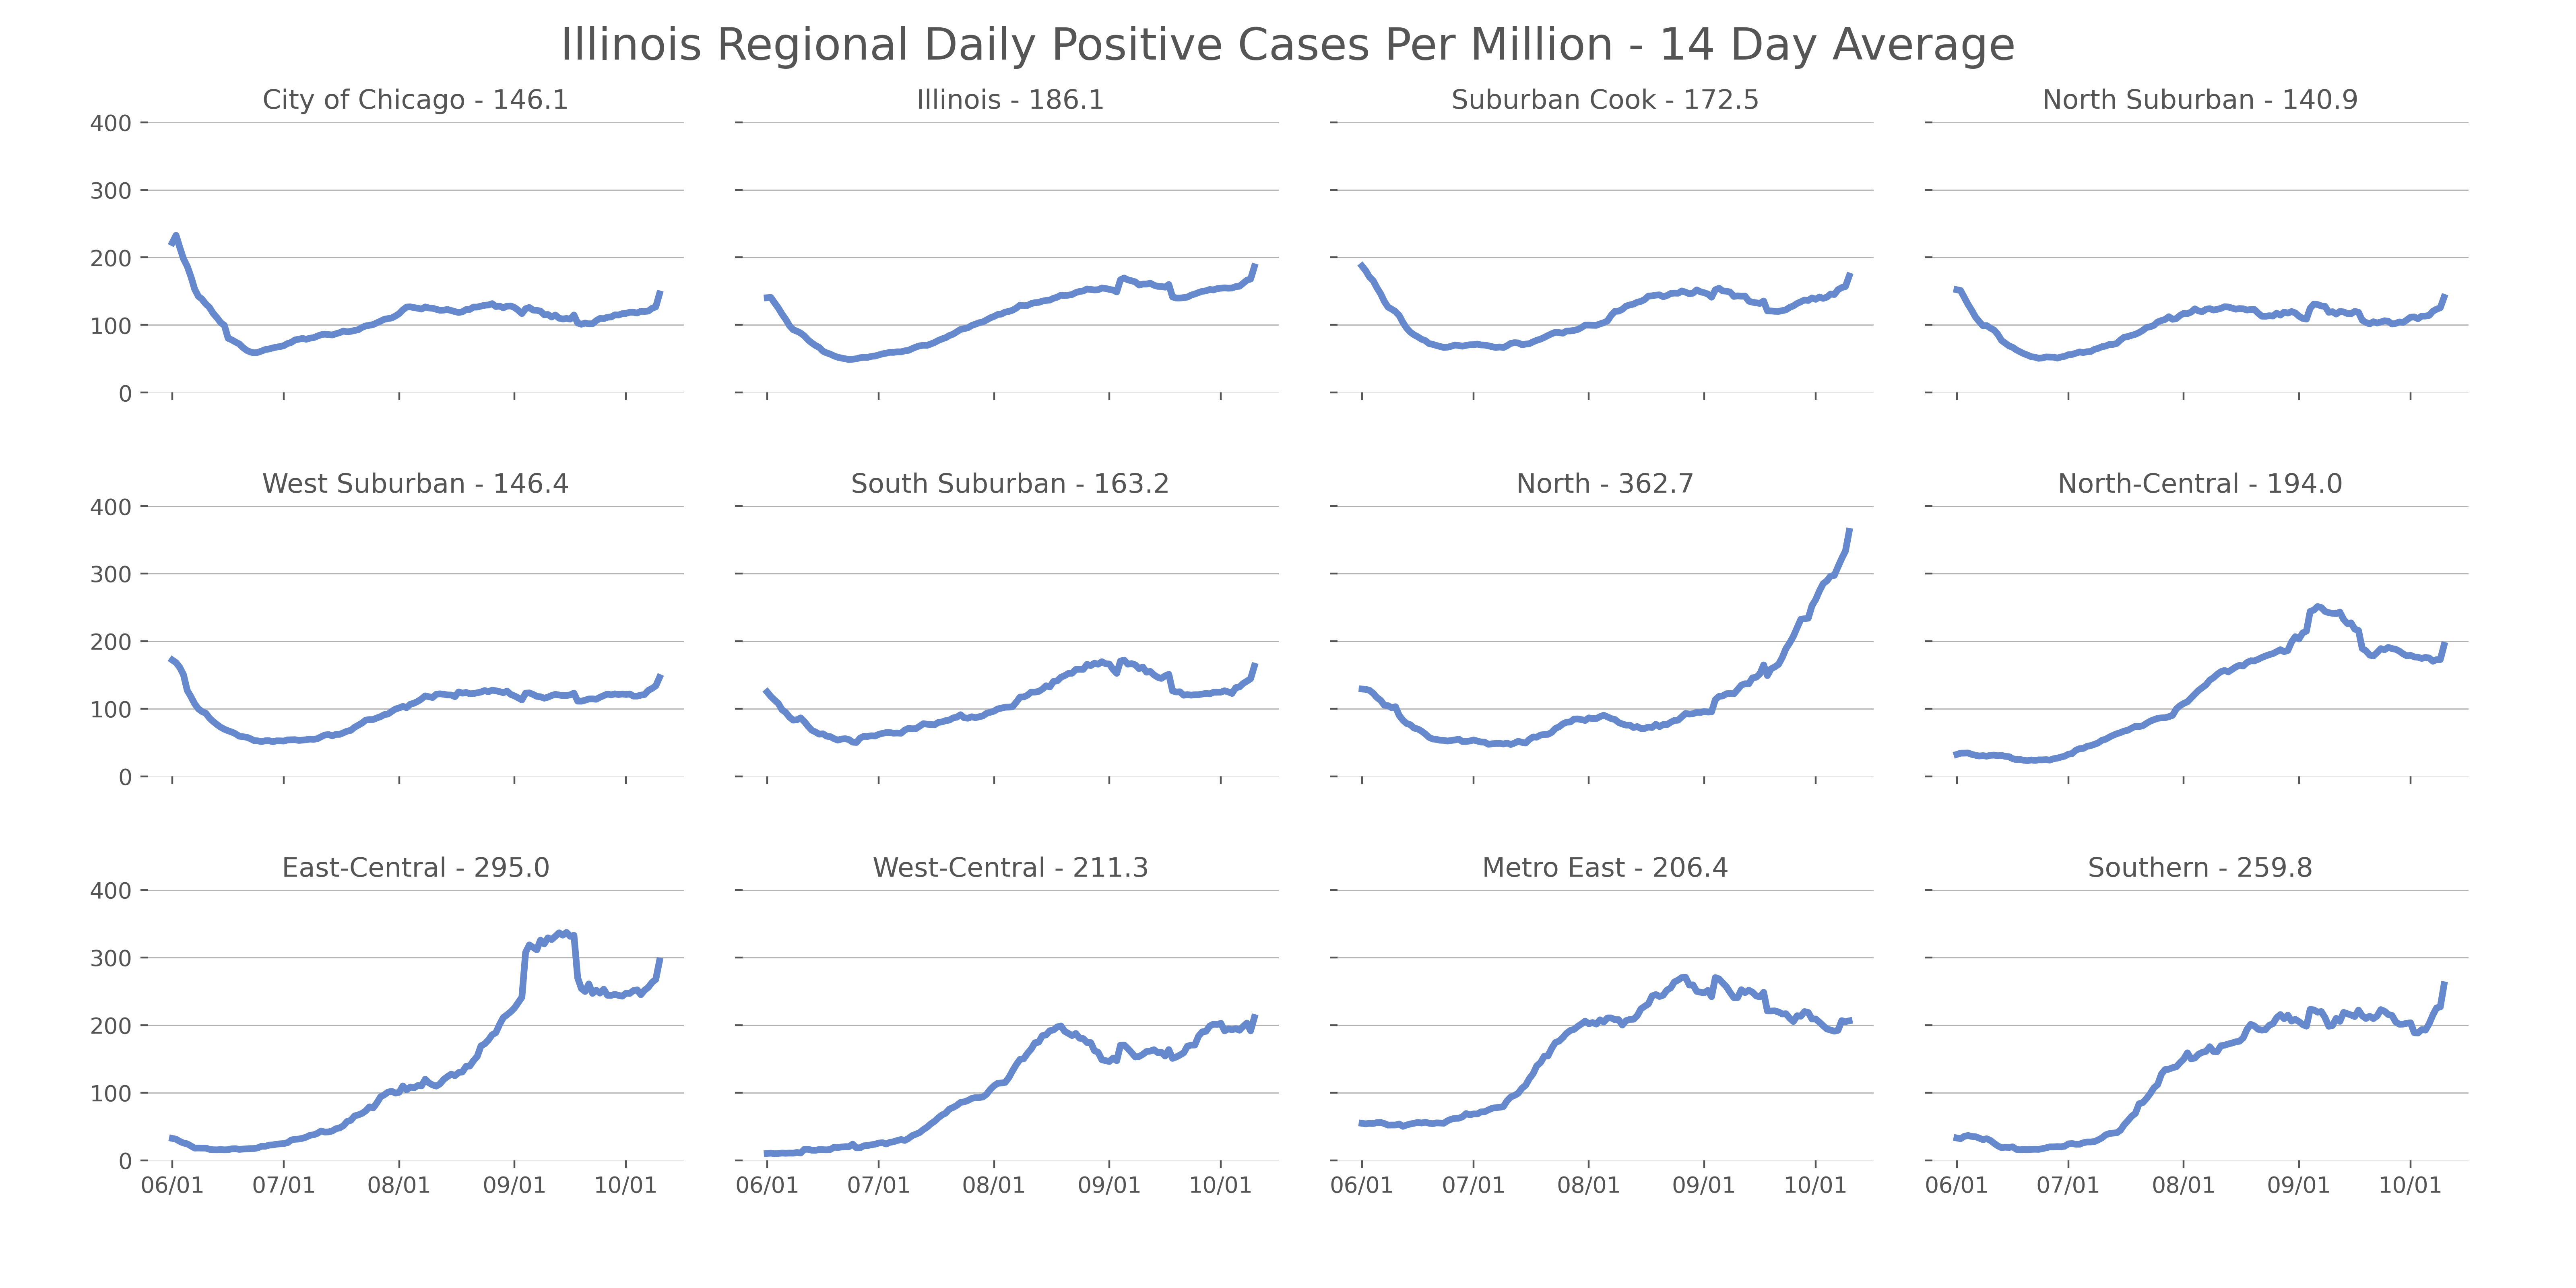 Illinois Regional Daily Positive Cases Per Million - 14 Day Average
City of Chicago - 146.1
Illinois - 186.1
Suburban Cook - 172.5
North Suburban - 140.9
400
300
200
100
0
West Suburban - 146.4
South Suburban - 163.2
North - 362.7
North-Central - 194.0
400
300
200
100
0
East-Central - 295.0
West-Central - 211.3
Metro East - 206.4
Southern - 259.8
400
300
200
100
0
06/01 07/01 08/01 09/01 10/01
06/01 07/01 08/01 09/01 10/01
06/01 07/01 08/01 09/01 10/01
06/01 07/01 08/01 09/01 10/01